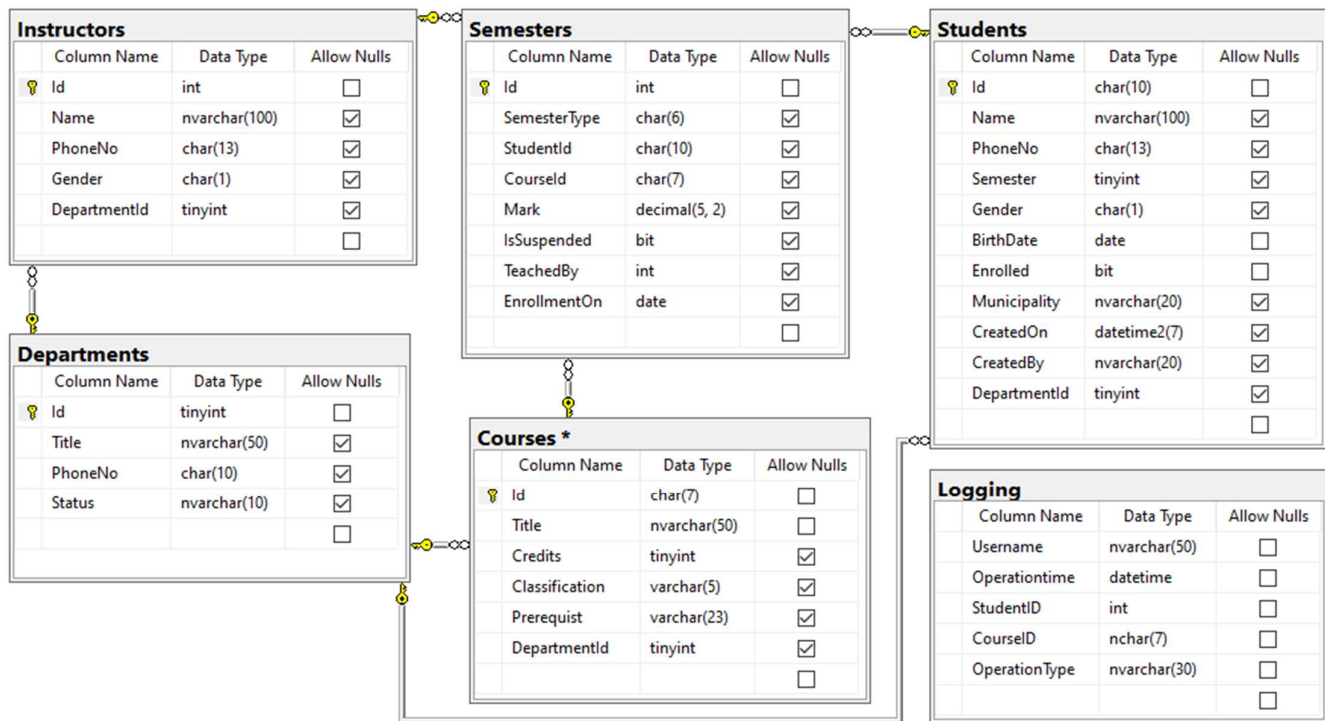 Instructors
Column Name Data Type Allow Nulls
Id int
Name nvarchar(100)
PhoneNo char(13)
Gender char(1)
DepartmentId tinyint
Semesters
Column Name Data Type Allow Nulls
Id int
SemesterType char(6)
StudentId char(10)
CourseId char(7)
Mark decimal(5, 2)
IsSuspended bit
TeachedBy int
EnrollmentOn date
Students
Column Name Data Type Allow Nulls
Id char(10)
Name nvarchar(100)
PhoneNo char(13)
Semester tinyint
Gender char(1)
BirthDate date
Enrolled bit
Municipality nvarchar(20)
CreatedOn datetime2(7)
CreatedBy nvarchar(20)
DepartmentId tinyint
Departments
Column Name Data Type Allow Nulls
Id tinyint
Title nvarchar(50)
PhoneNo char(10)
Status nvarchar(10)
Courses *
Column Name Data Type Allow Nulls
Id char(7)
Title nvarchar(50)
Credits tinyint
Classification varchar(5)
Prerequist varchar(23)
DepartmentId tinyint
Logging
Column Name Data Type Allow Nulls
Username nvarchar(50)
Operationtime datetime
StudentID int
CourseID nchar(7)
OperationType nvarchar(30)